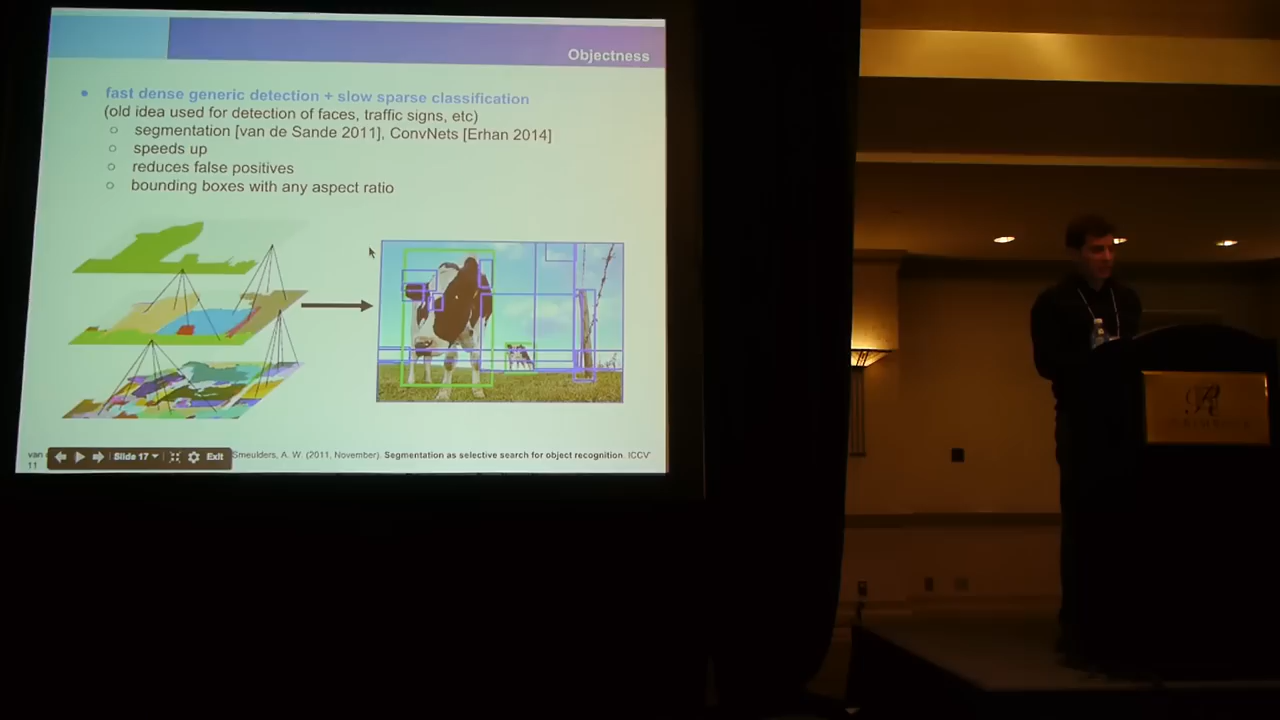 Objectness
● fast dense generic detection + slow sparse classification
(old idea used for detection of faces, traffic signs, etc)
○ segmentation [van de Sande 2011], ConvNets [Erhan 2014]
○ speeds up
○ reduces false positives
○ bounding boxes with any aspect ratio
van
Slide 17
Exit
Smeulders, A. W. (2011, November). Segmentation as selective search for object recognition. ICCV'
11